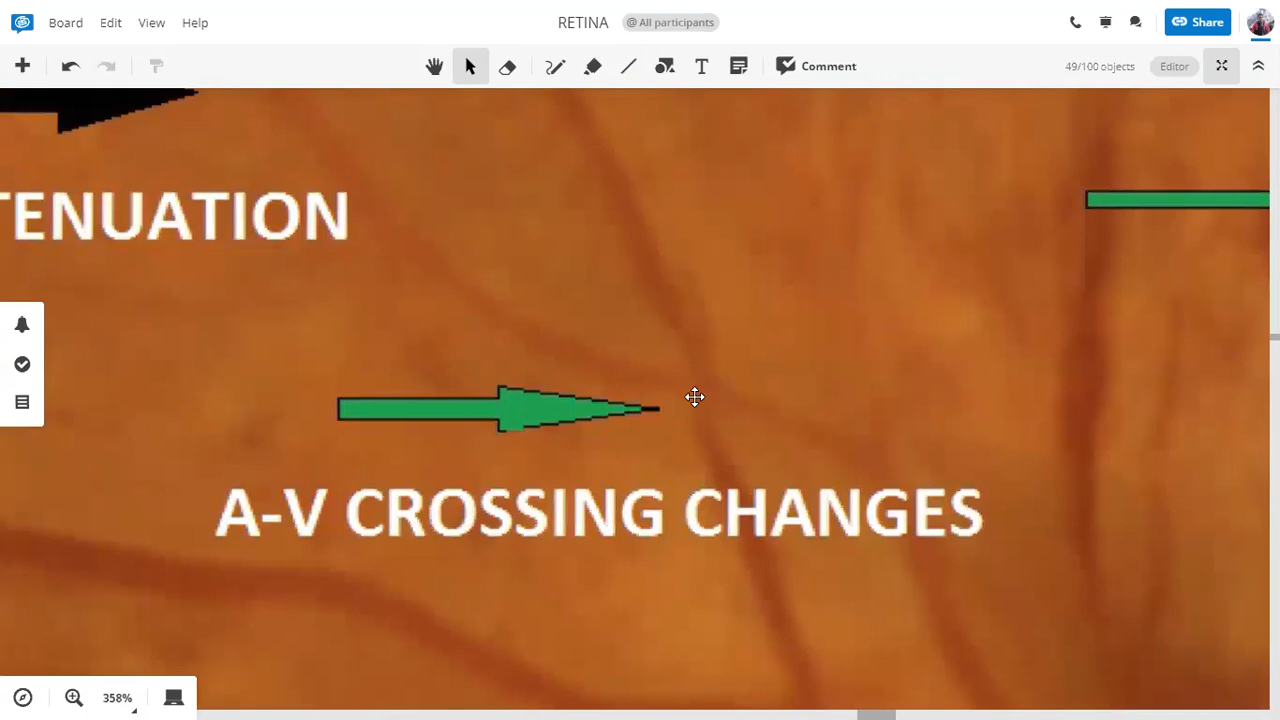 Board Edit View Help RETINA @ All participants Share
T Comment 49/100 objects Editor
TENUATION
A-V CROSSING CHANGES
358%